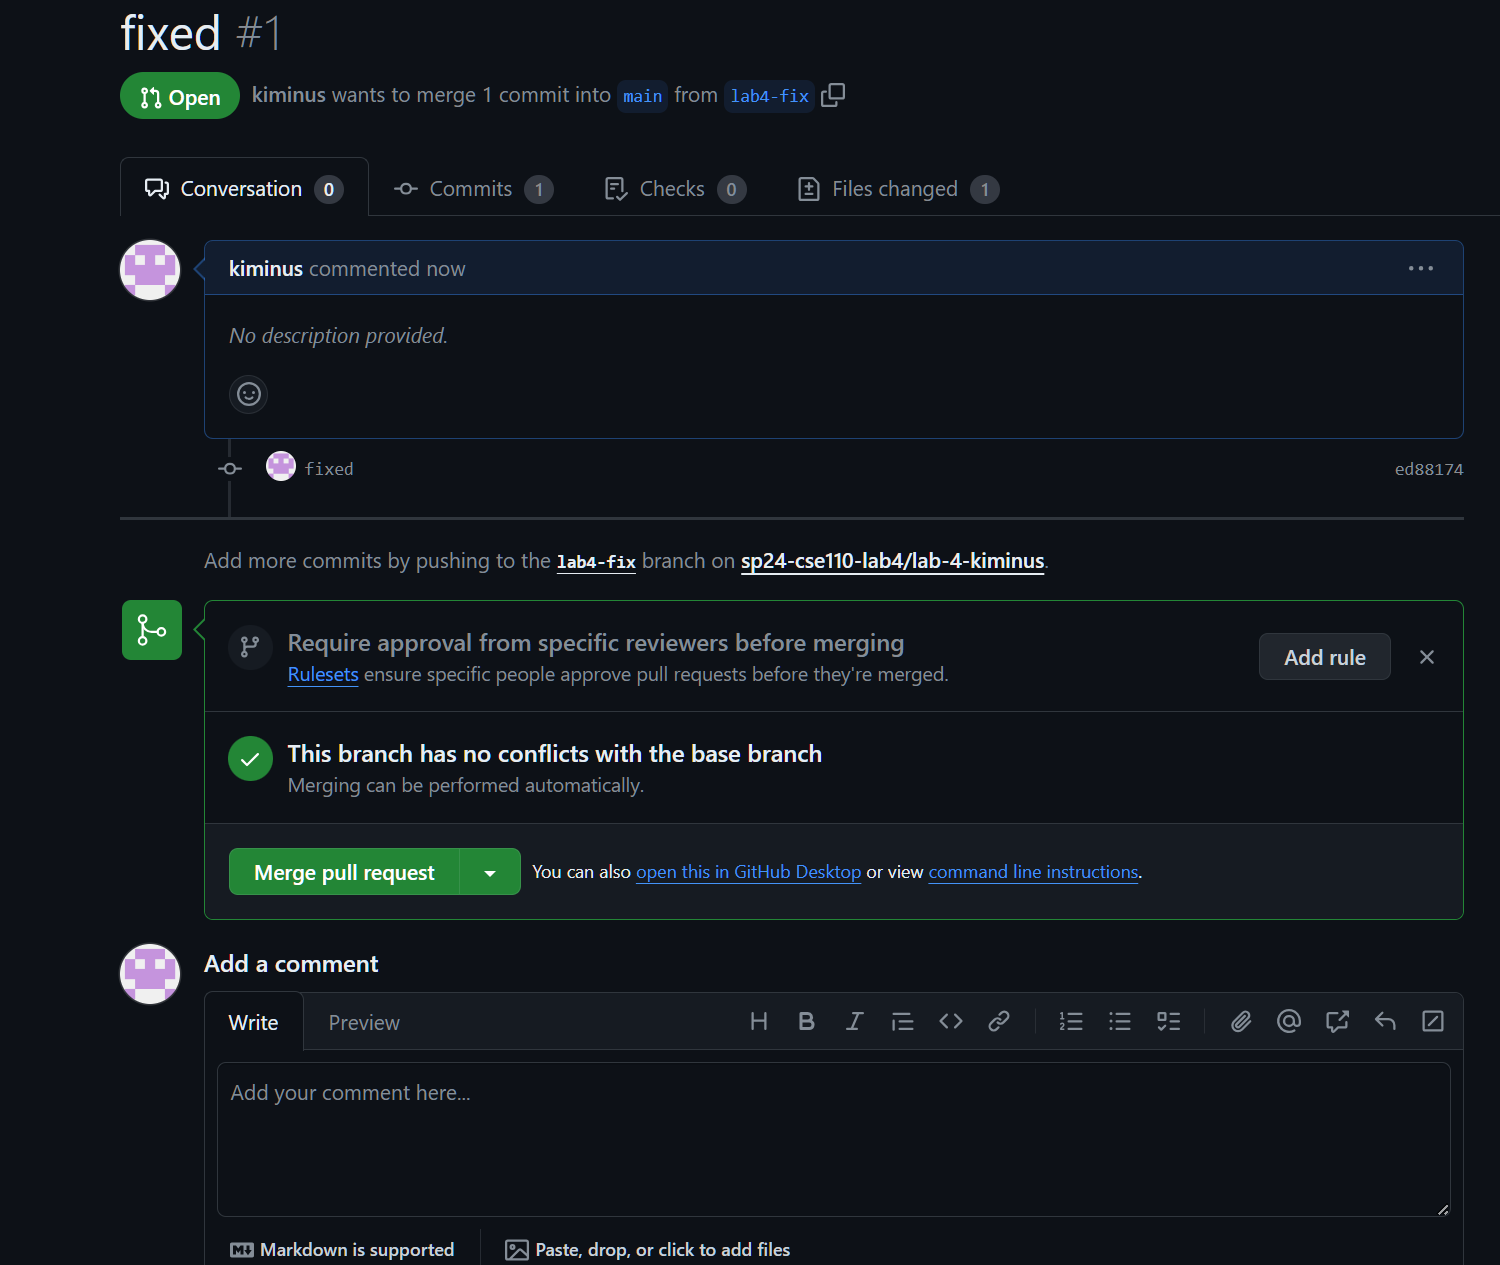 fixed #1
Open kiminus wants to merge 1 commit into main from lab4-fix
Conversation 0 Commits 1 Checks 0 Files changed 1
kiminus commented now
No description provided.
fixed ed88174
Add more commits by pushing to the lab4-fix branch on sp24-cse110-lab4/lab-4-kiminus.
Require approval from specific reviewers before merging
Rulesets ensure specific people approve pull requests before they're merged.
Add rule
This branch has no conflicts with the base branch
Merging can be performed automatically.
Merge pull request You can also open this in GitHub Desktop or view command line instructions.
Add a comment
Write Preview
Add your comment here...
Markdown is supported Paste, drop, or click to add files